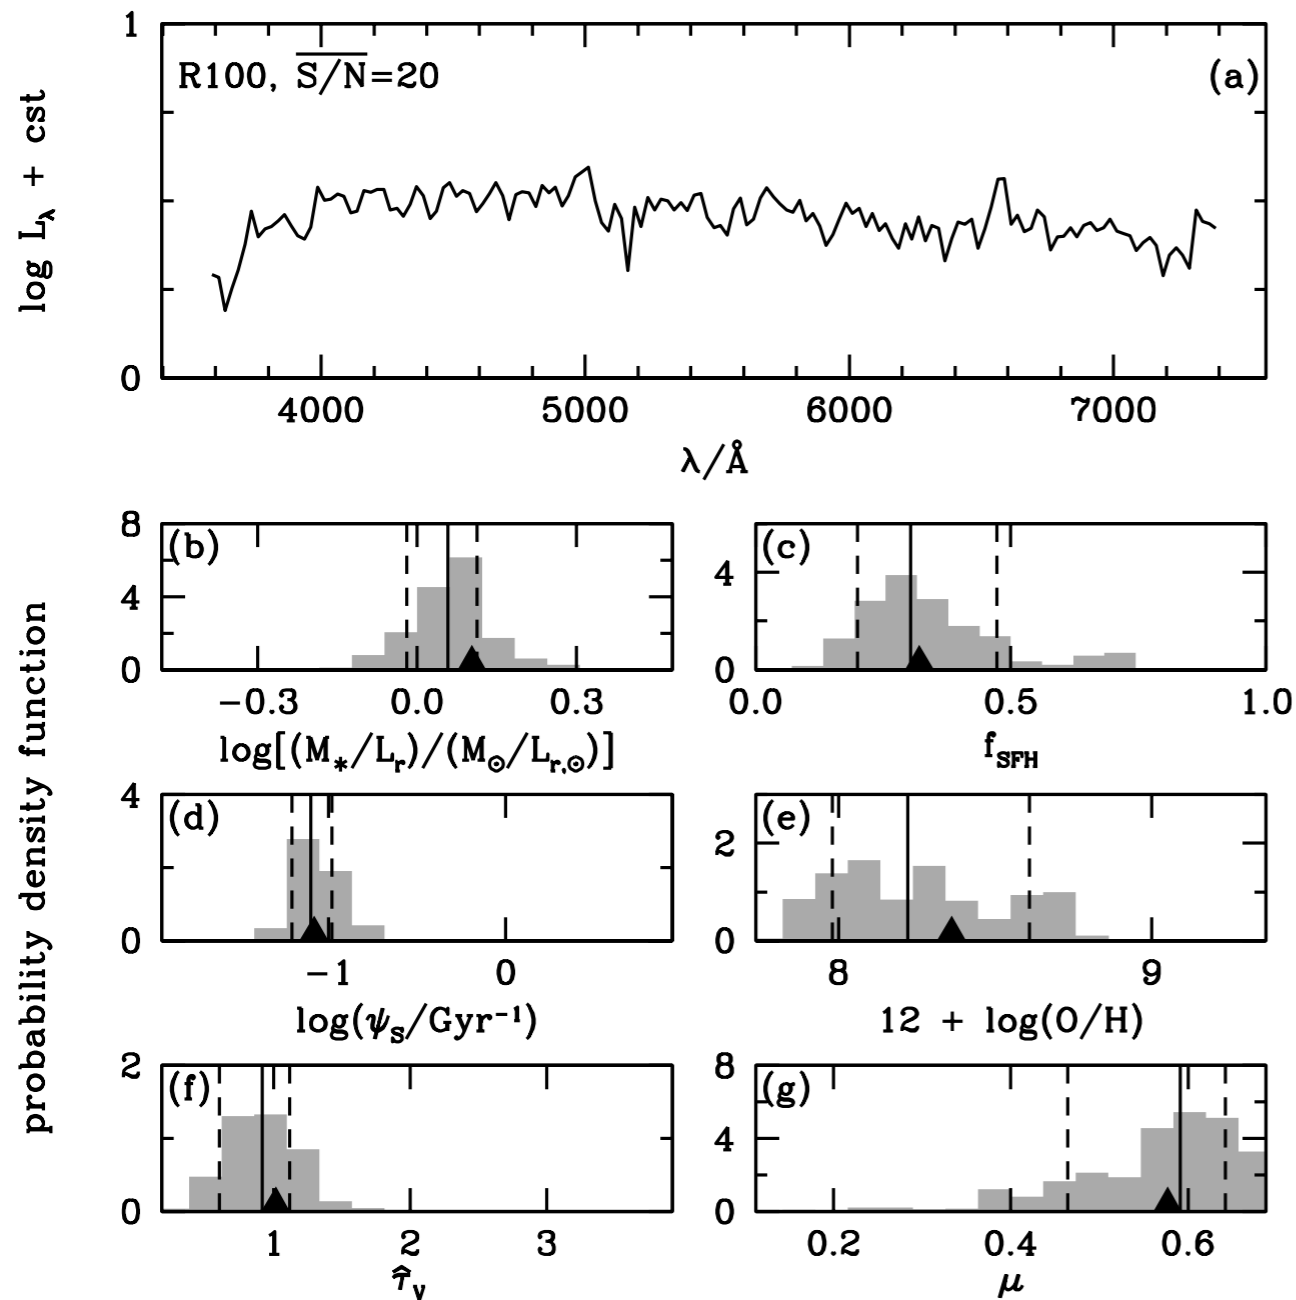 1
R100, S/N=20
(a)
log Lλ + cst
0
4000 5000 6000 7000
λ/Å
probability density function
8
(b)
4
0
−0.3 0.0 0.3
log[(M*/Lr)/(M⊙/Lr,⊙)]
(c)
4
0
0.0 0.5 1.0
fSFH
4
(d)
0
−1 0
log(ψS/Gyr⁻¹)
(e)
2
0
8 9
12 + log(O/H)
2
(f)
0
1 2 3
τ̂V
8
(g)
4
0
0.2 0.4 0.6
μ